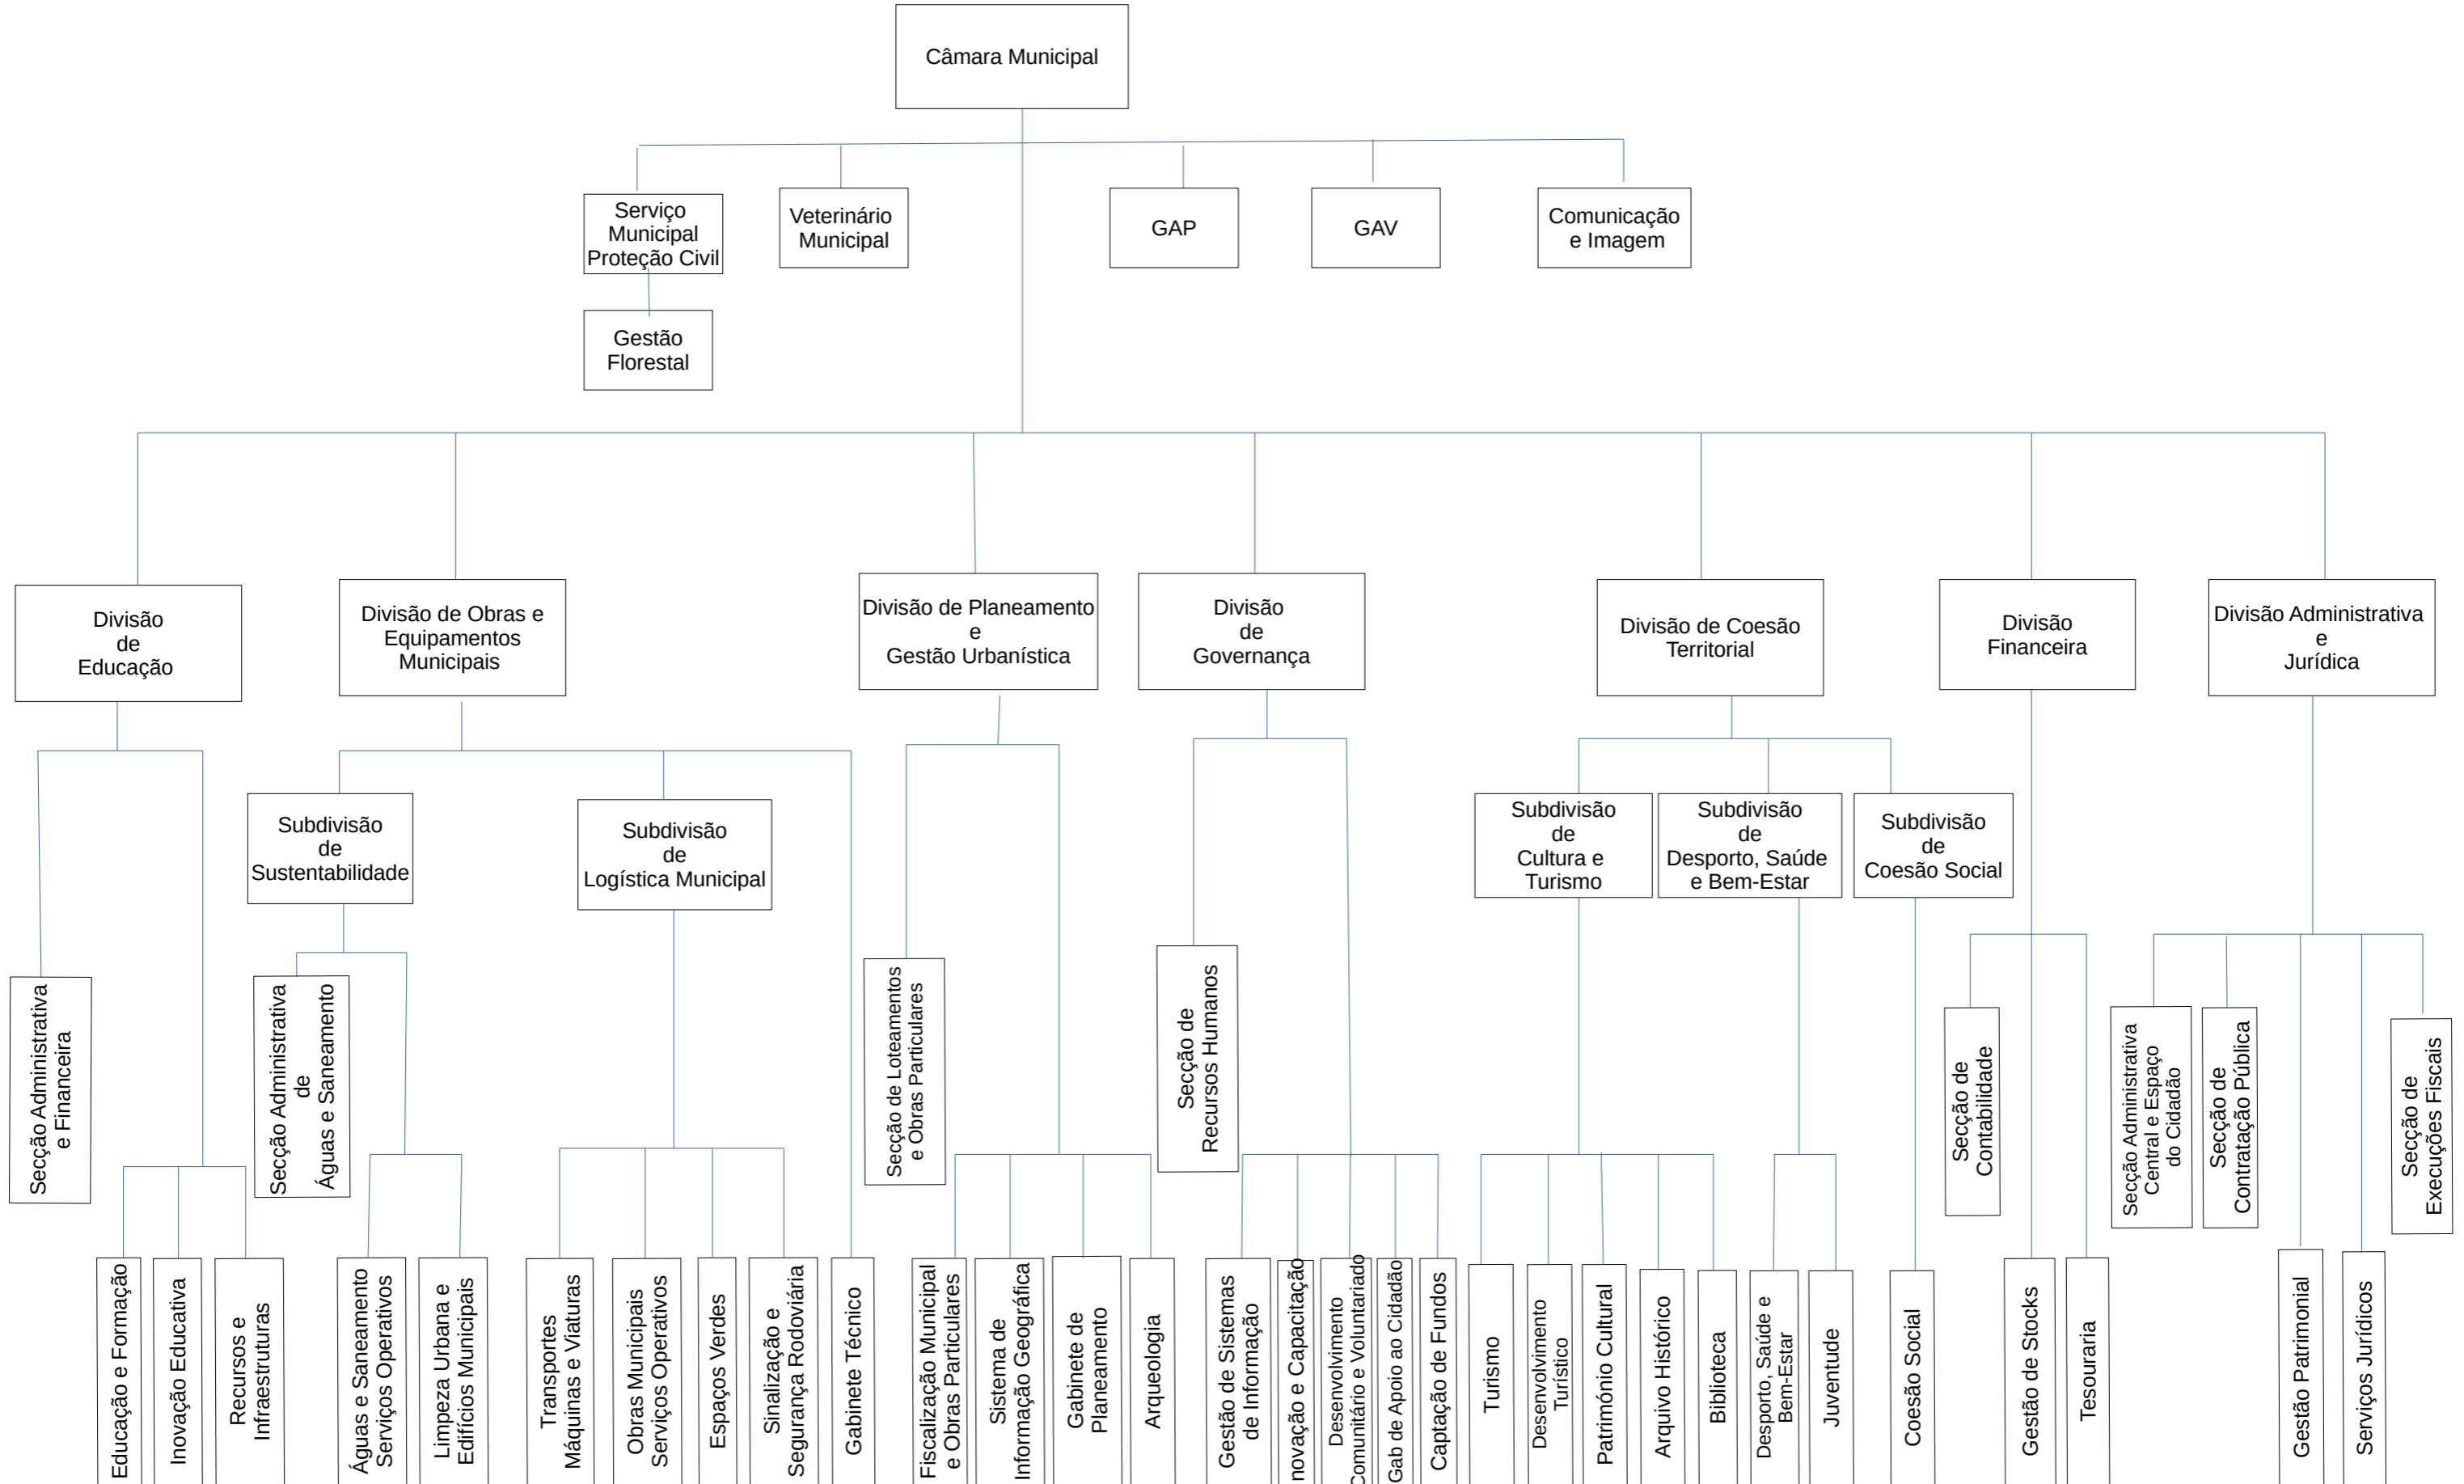 Câmara Municipal
Serviço
Municipal
Proteção Civil
Veterinário
Municipal
GAP
GAV
Comunicação
e Imagem
Gestão
Florestal
Divisão
de
Educação
Divisão de Obras e
Equipamentos
Municipais
Divisão de Planeamento
e
Gestão Urbanística
Divisão
de
Governança
Divisão de Coesão
Territorial
Divisão
Financeira
Divisão Administrativa
e
Jurídica
Subdivisão
de
Sustentabilidade
Subdivisão
de
Logística Municipal
Subdivisão
de
Cultura e
Turismo
Subdivisão
de
Desporto, Saúde
e Bem-Estar
Subdivisão
de
Coesão Social
Secção Administrativa
e Financeira
Secção Administrativa
de
Águas e Saneamento
Secção de Loteamentos
e Obras Particulares
Secção de
Recursos Humanos
Secção de
Contabilidade
Secção Administrativa
Central e Espaço
do Cidadão
Secção de
Contratação Pública
Secção de
Execuções Fiscais
Educação e Formação
Inovação Educativa
Recursos e
Infraestruturas
Águas e Saneamento
Serviços Operativos
Limpeza Urbana e
Edifícios Municipais
Transportes
Máquinas e Viaturas
Obras Municipais
Serviços Operativos
Espaços Verdes
Sinalização e
Segurança Rodoviária
Gabinete Técnico
Fiscalização Municipal
e Obras Particulares
Sistema de
Informação Geográfica
Gabinete de
Planeamento
Arqueologia
Gestão de Sistemas
de Informação
novação e Capacitação
Desenvolvimento
Comunitário e Voluntariado
Gab de Apoio ao Cidadão
Captação de Fundos
Turismo
Desenvolvimento
Turístico
Património Cultural
Arquivo Histórico
Biblioteca
Desporto, Saúde e
Bem-Estar
Juventude
Coesão Social
Gestão de Stocks
Tesouraria
Gestão Patrimonial
Serviços Jurídicos